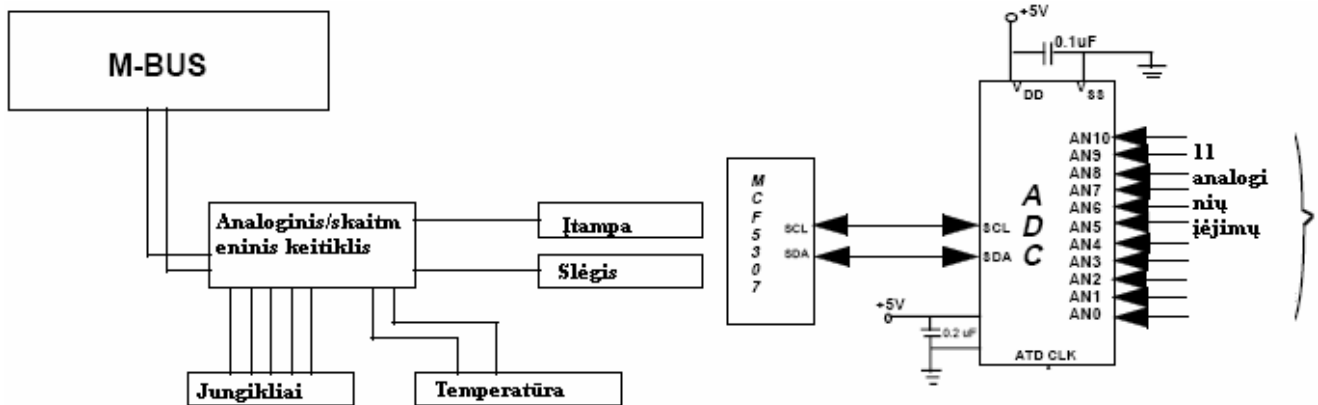 M-BUS
Analoginis/skaitm
eninis keitiklis
Įtampa
Slėgis
Jungikliai
Temperatūra
M
C
F
5
3
0
7
SCL
SDA
+5V
0.1uF
VDD
VSS
SCL
SDA
A
D
C
AN10
AN9
AN8
AN7
AN6
AN5
AN4
AN3
AN2
AN1
AN0
11
analogi
nių
įėjimų
+5V
0.2 uF
ATD CLK